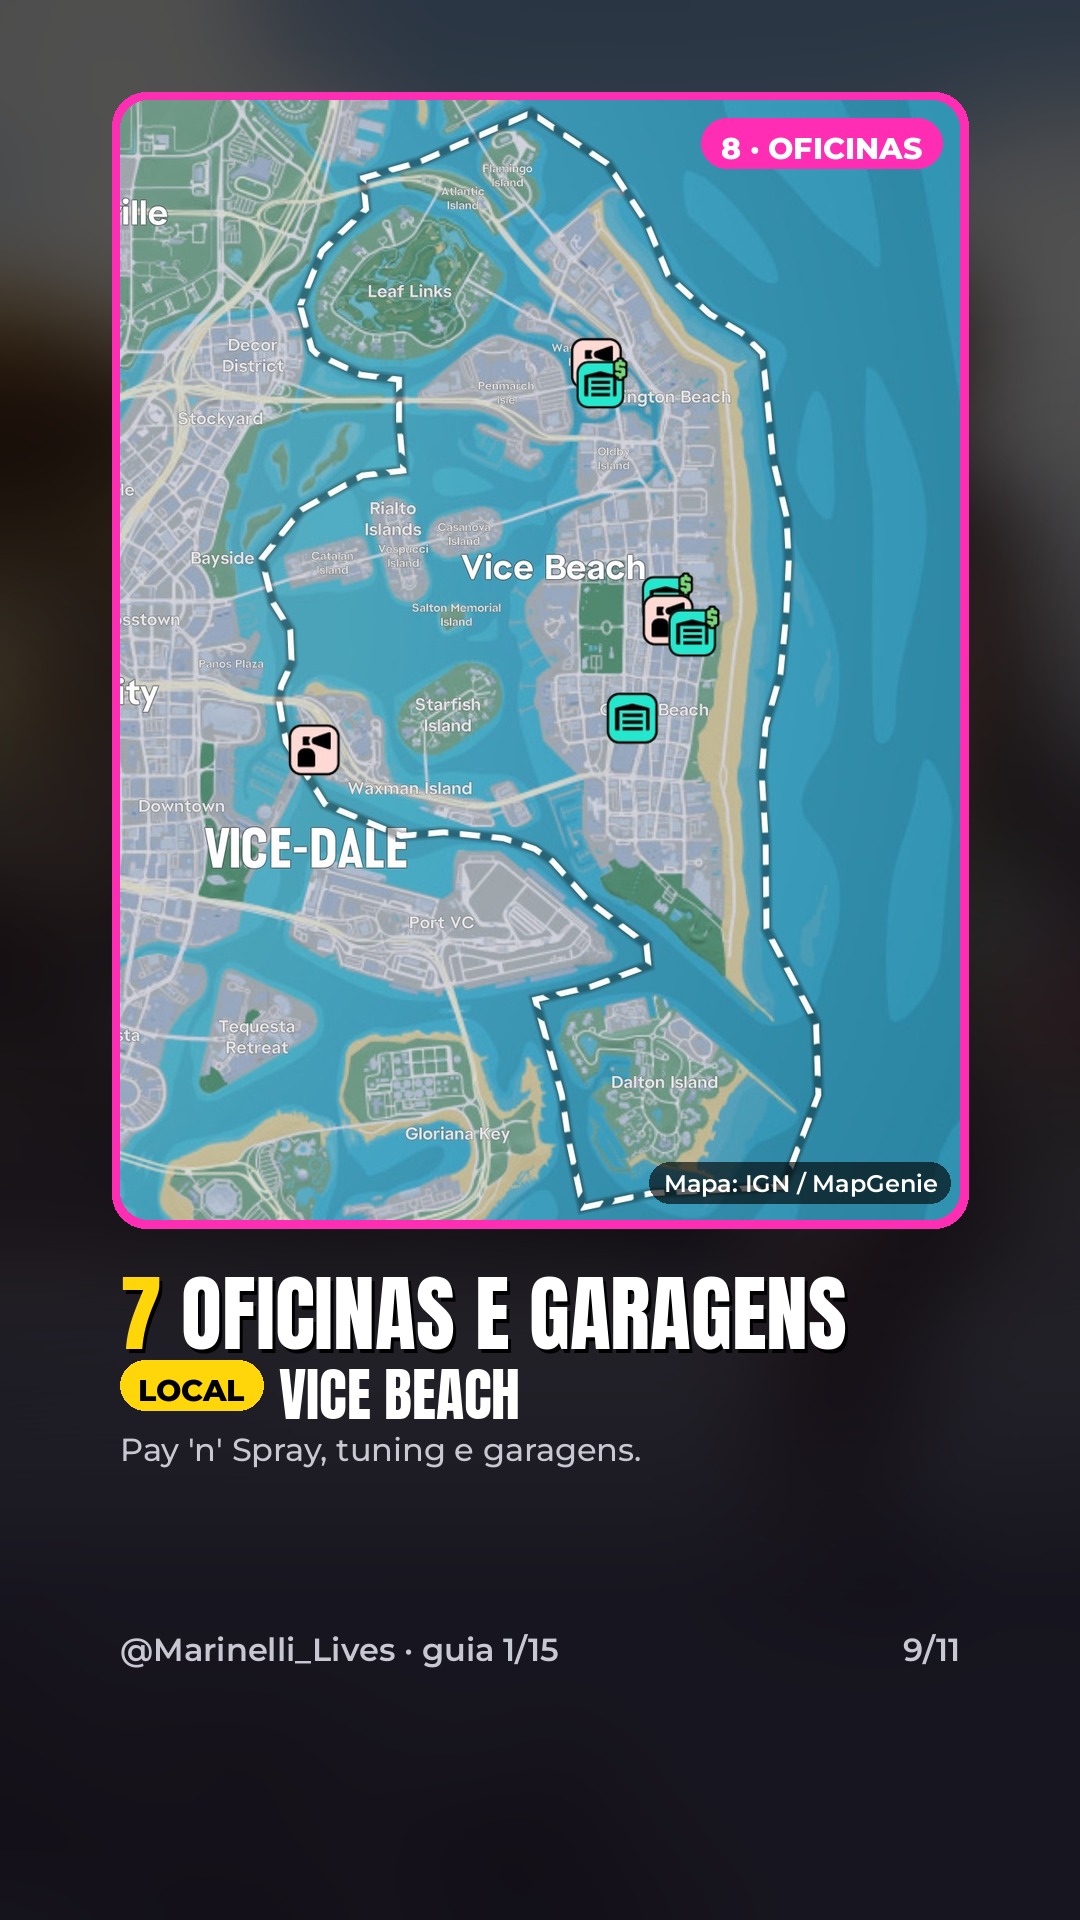 8 · OFICINAS
Flamingo
Island
Atlantic
Island
ille
Leaf Links
Decor
District
Penmarch
Isle
ington Beach
Stockyard
Oldby
Island
le
Rialto
Islands
Casanova
Island
Bayside
Catalan
Island
Vespucci
Island
Vice Beach
Salton Memorial
Island
sstown
Panos Plaza
ity
Starfish
Island
Beach
Waxman Island
Downtown
VICE-DALE
Port VC
Tequesta
Retreat
sta
Dalton Island
Gloriana Key
Mapa: IGN / MapGenie
7 OFICINAS E GARAGENS
LOCAL VICE BEACH
Pay 'n' Spray, tuning e garagens.
@Marinelli_Lives · guia 1/15
9/11